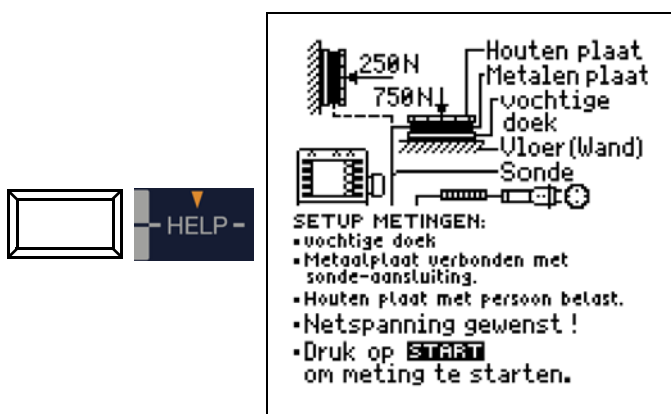 250N
750N
Houten plaat
Metalen plaat
vochtige
doek
Vloer(Wand)
Sonde
HELP
SETUP METINGEN:
▪vochtige doek
▪Metaalplaat verbonden met
sonde-aansluiting.
▪Houten plaat met persoon belast.
▪Netspanning gewenst !
▪Druk op START
om meting te starten.